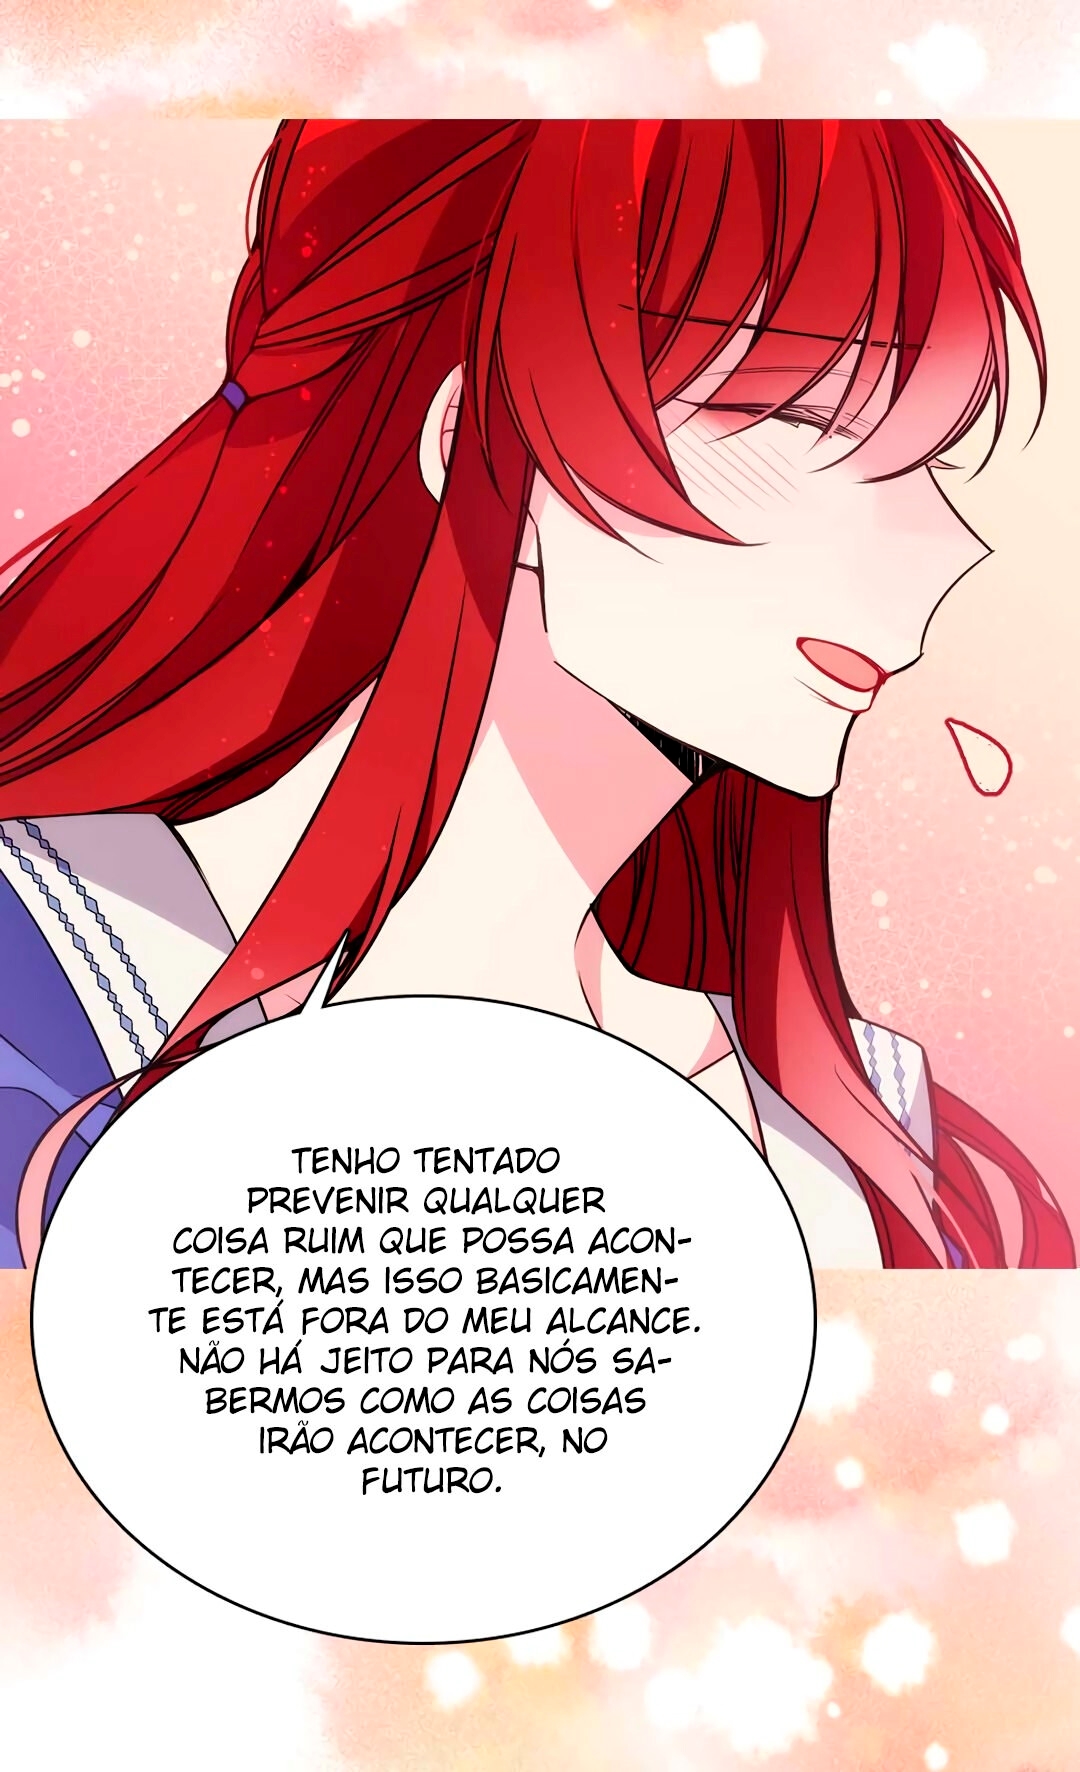 TENHO TENTADO
PREVENIR QUALQUER
COISA RUIM QUE POSSA ACON-
TECER, MAS ISSO BASICAMEN-
TE ESTÁ FORA DO MEU ALCANCE.
NÃO HÁ JEITO PARA NÓS SA-
BERMOS COMO AS COISAS
IRÃO ACONTECER, NO
FUTURO.